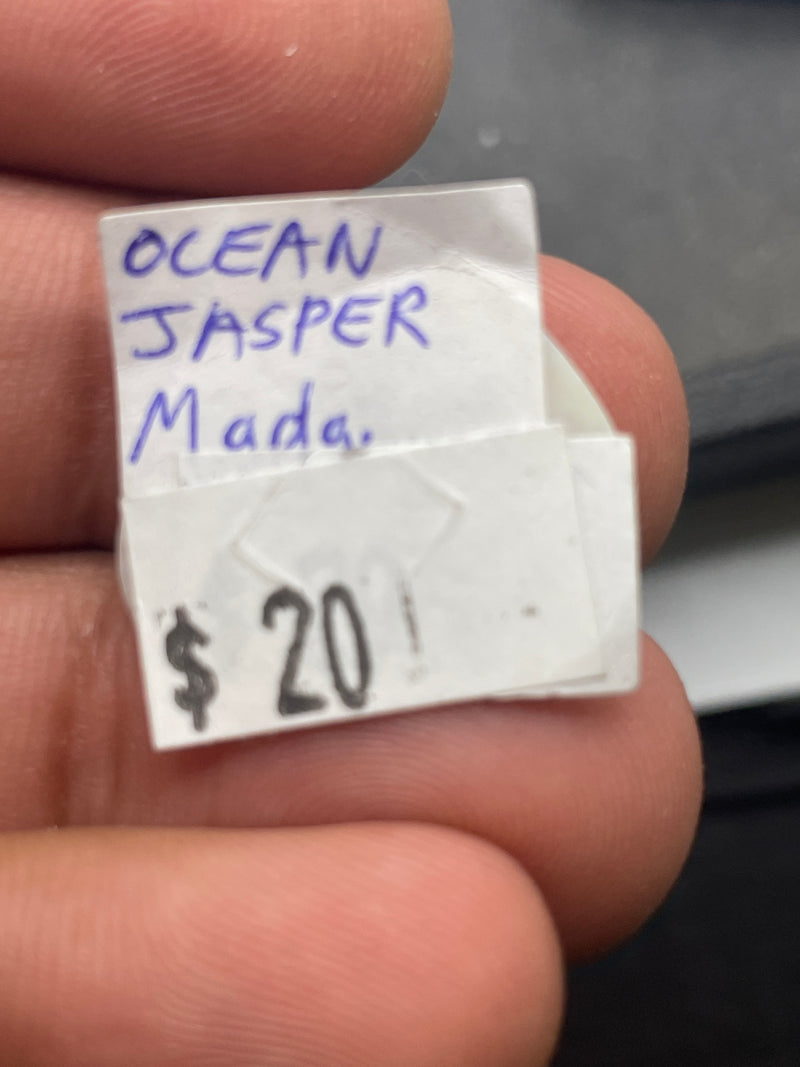 OCEAN
JASPER
Mada.
$ 20